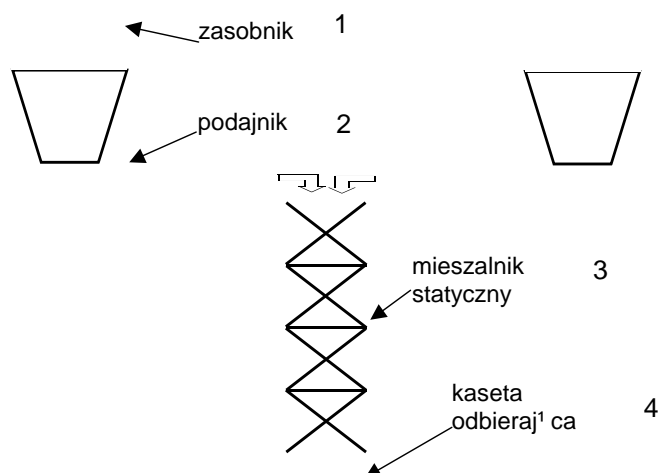 zasobnik 1
podajnik 2
mieszalnik 3
statyczny
kaseta
odbieraj¹ ca 4